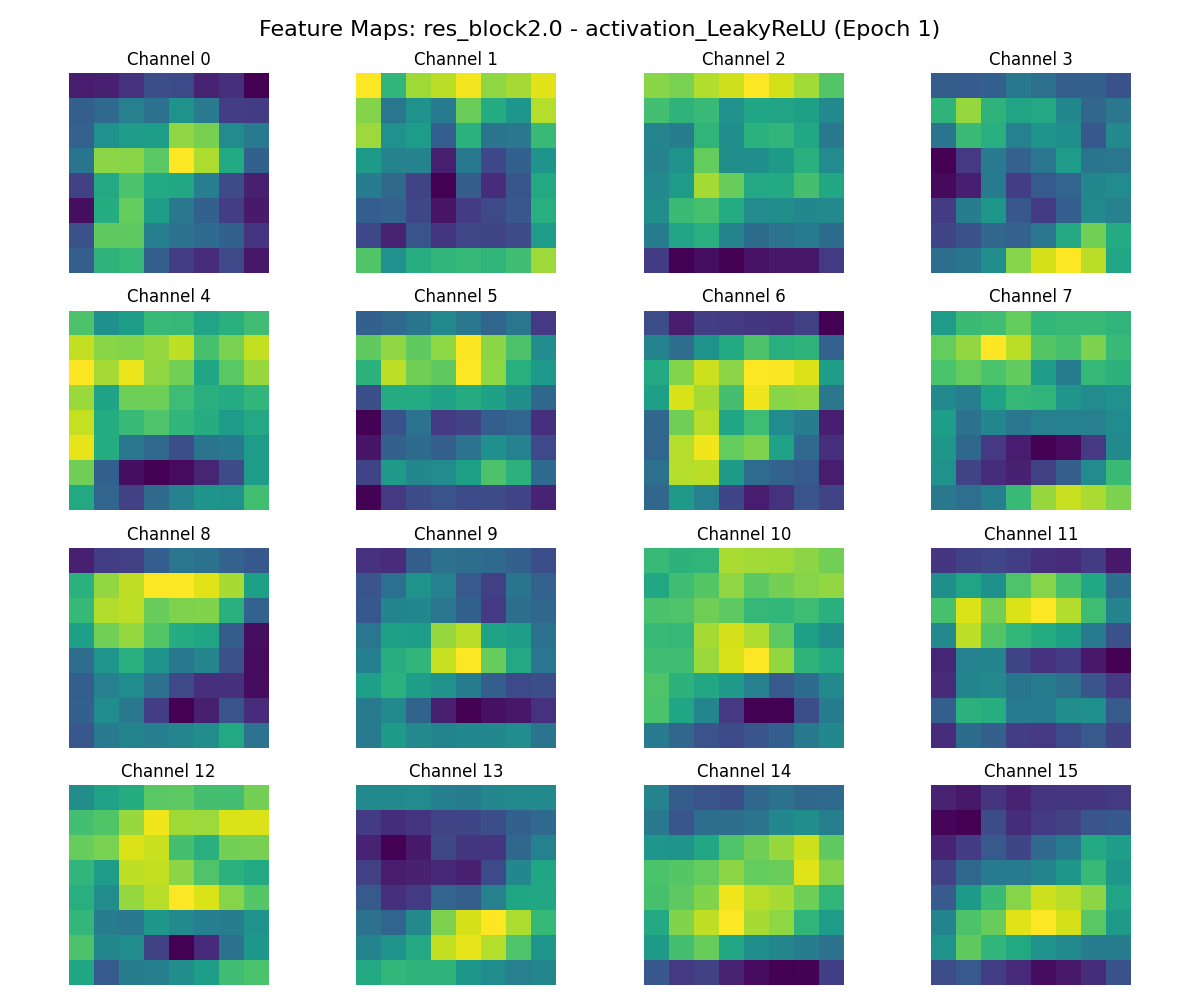 Feature Maps: res_block2.0 - activation_LeakyReLU (Epoch 1)
Channel 0
Channel 1
Channel 2
Channel 3
Channel 4
Channel 5
Channel 6
Channel 7
Channel 8
Channel 9
Channel 10
Channel 11
Channel 12
Channel 13
Channel 14
Channel 15